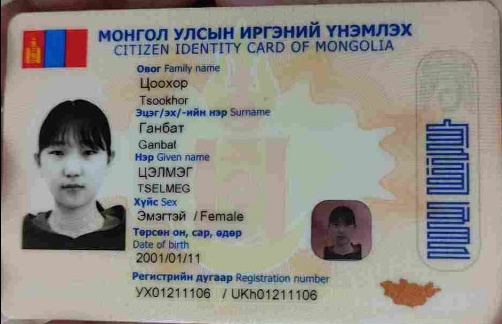 МОНГОЛ УЛСЫН ИРГЭНИЙ ҮНЭМЛЭХ
CITIZEN IDENTITY CARD OF MONGOLIA
Овог Family name
Цоохор
Tsookhor
Эцэг/эх/-ийн нэр Surname
Ганбат
Ganbat
Нэр Given name
ЦЭЛМЭГ
TSELMEG
Хүйс Sex
Эмэгтэй / Female
Төрсөн он, сар, өдөр
Date of birth
2001/01/11
Регистрийн дугаар Registration number
УХ01211106 / UKh01211106